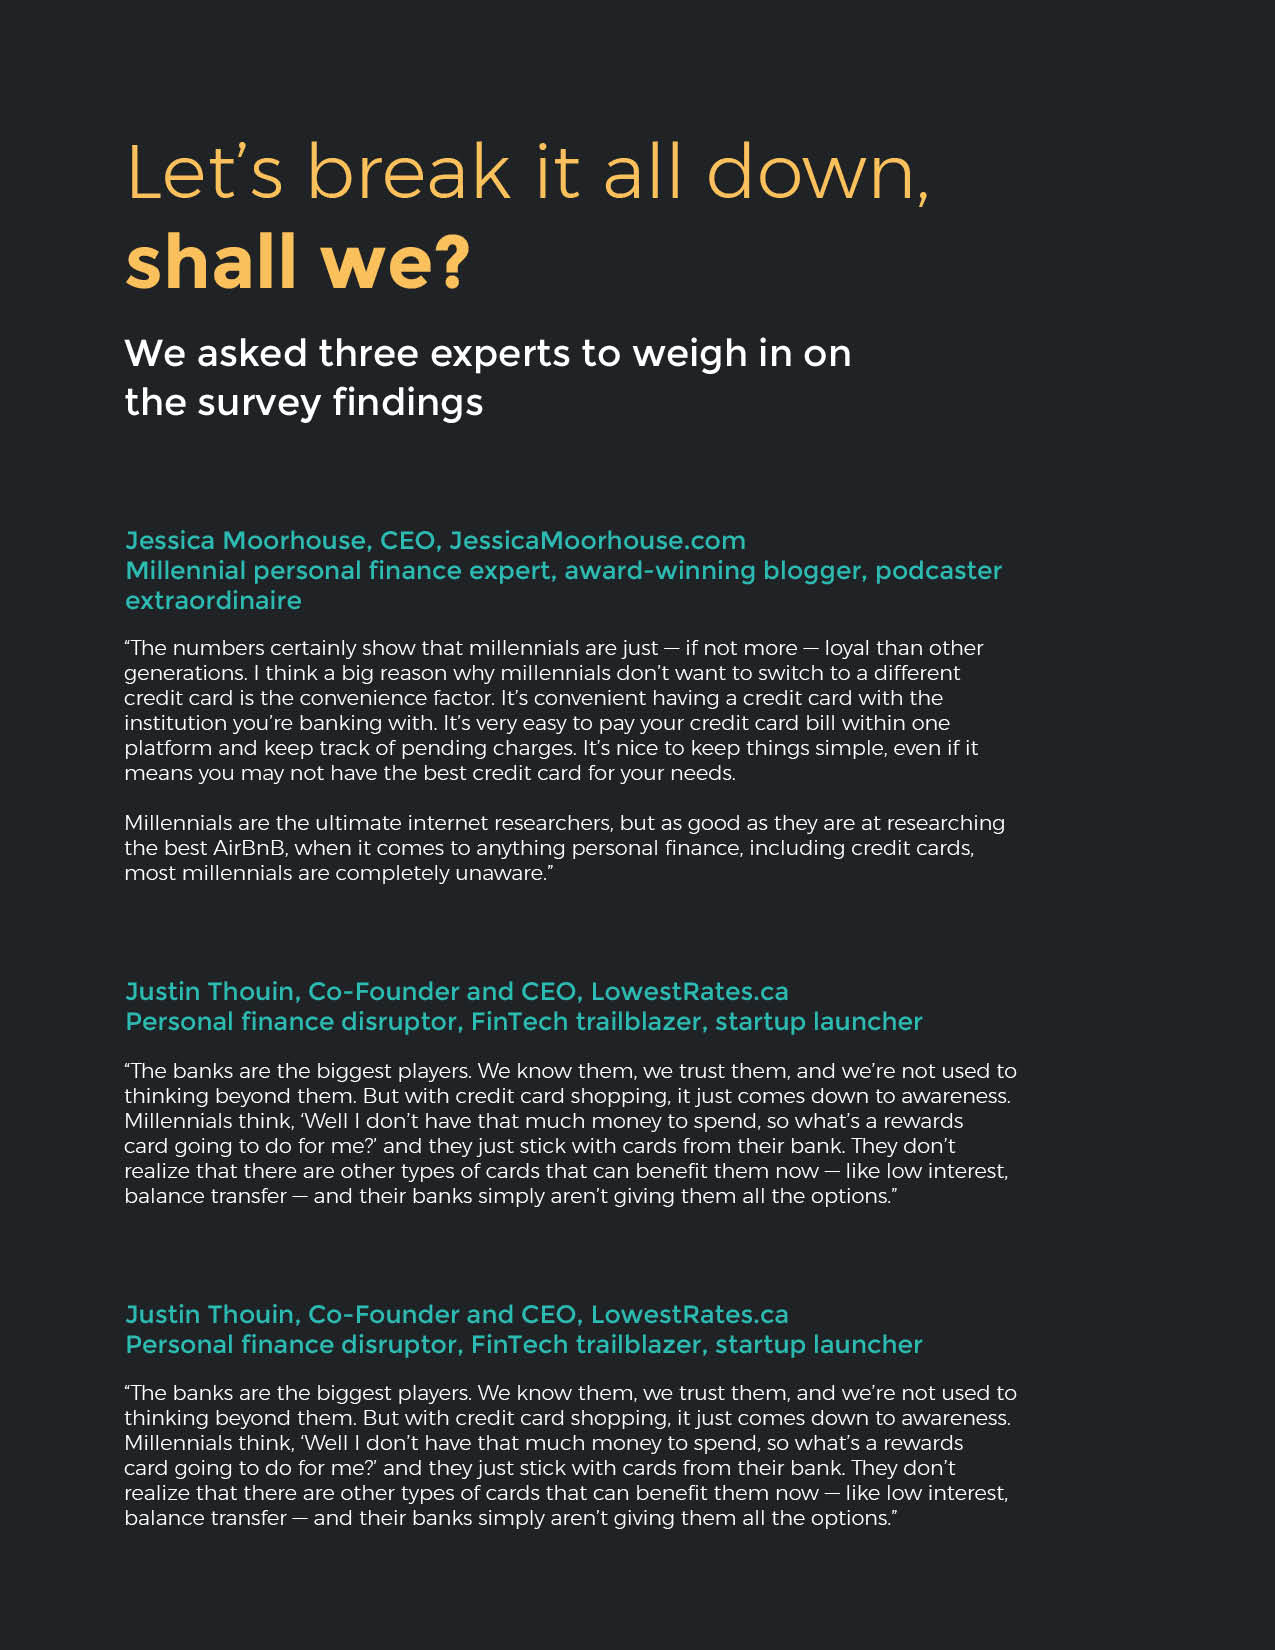 Let’s break it all down,
shall we?
We asked three experts to weigh in on
the survey findings
Jessica Moorhouse, CEO, JessicaMoorhouse.com
Millennial personal finance expert, award-winning blogger, podcaster
extraordinaire
“The numbers certainly show that millennials are just — if not more — loyal than other
generations. I think a big reason why millennials don’t want to switch to a different
credit card is the convenience factor. It’s convenient having a credit card with the
institution you’re banking with. It’s very easy to pay your credit card bill within one
platform and keep track of pending charges. It’s nice to keep things simple, even if it
means you may not have the best credit card for your needs.
Millennials are the ultimate internet researchers, but as good as they are at researching
the best AirBnB, when it comes to anything personal finance, including credit cards,
most millennials are completely unaware.”
Justin Thouin, Co-Founder and CEO, LowestRates.ca
Personal finance disruptor, FinTech trailblazer, startup launcher
“The banks are the biggest players. We know them, we trust them, and we’re not used to
thinking beyond them. But with credit card shopping, it just comes down to awareness.
Millennials think, ‘Well I don’t have that much money to spend, so what’s a rewards
card going to do for me?’ and they just stick with cards from their bank. They don’t
realize that there are other types of cards that can benefit them now — like low interest,
balance transfer — and their banks simply aren’t giving them all the options.”
Justin Thouin, Co-Founder and CEO, LowestRates.ca
Personal finance disruptor, FinTech trailblazer, startup launcher
“The banks are the biggest players. We know them, we trust them, and we’re not used to
thinking beyond them. But with credit card shopping, it just comes down to awareness.
Millennials think, ‘Well I don’t have that much money to spend, so what’s a rewards
card going to do for me?’ and they just stick with cards from their bank. They don’t
realize that there are other types of cards that can benefit them now — like low interest,
balance transfer — and their banks simply aren’t giving them all the options.”